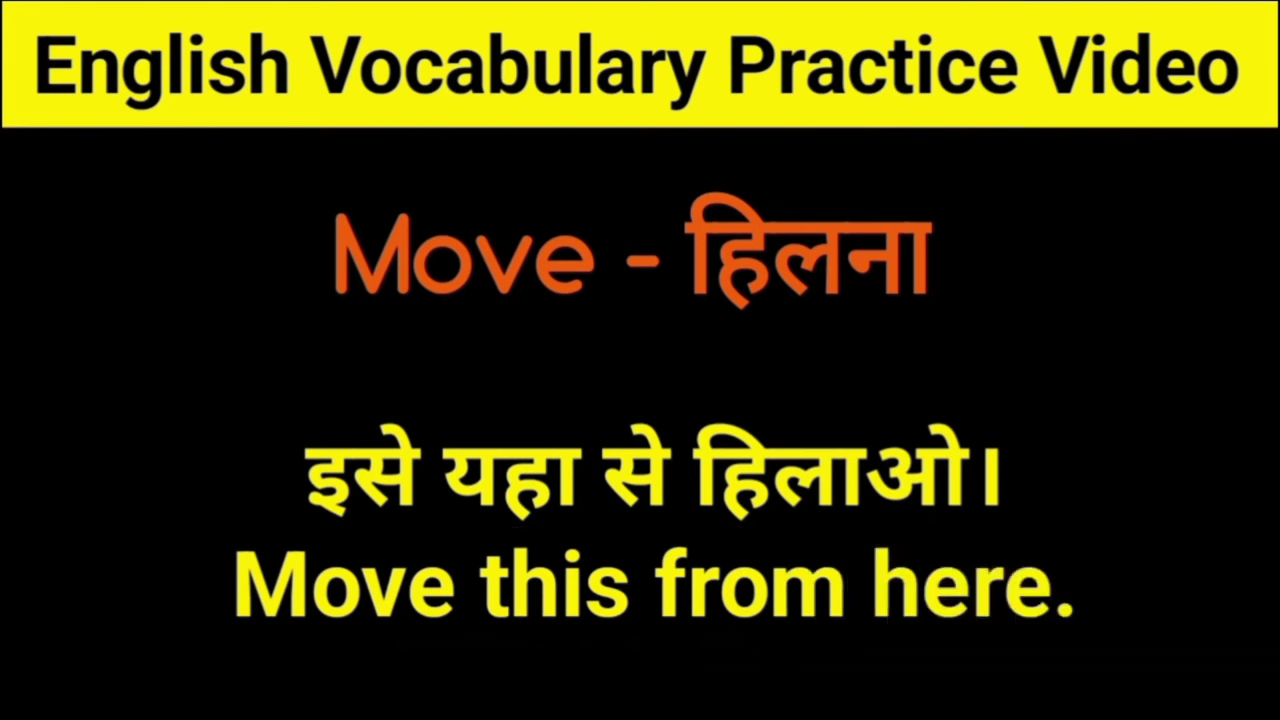 English Vocabulary Practice Video
Move - हिलना
इसे यहा से हिलाओ।
Move this from here.